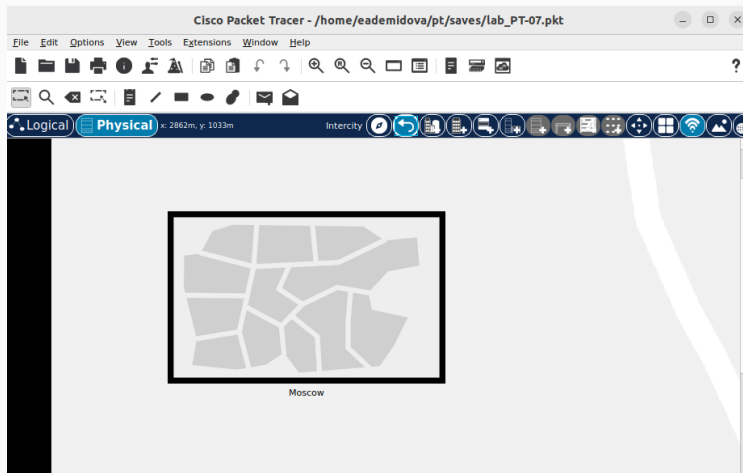 Cisco Packet Tracer - /home/eademidova/pt/saves/lab_PT-07.pkt
File Edit Options View Tools Extensions Window Help
?
Logical Physical x: 2862m, y: 1033m Intercity
Moscow